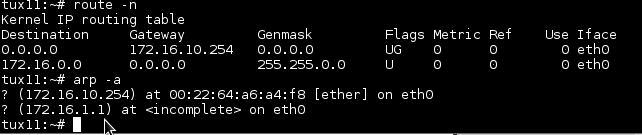 tux11:~# route -n
Kernel IP routing table
Destination Gateway Genmask Flags Metric Ref Use Iface
0.0.0.0 172.16.10.254 0.0.0.0 UG 0 0 0 eth0
172.16.0.0 0.0.0.0 255.255.0.0 U 0 0 0 eth0
tux11:~# arp -a
? (172.16.10.254) at 00:22:64:a6:a4:f8 [ether] on eth0
? (172.16.1.1) at <incomplete> on eth0
tux11:~#